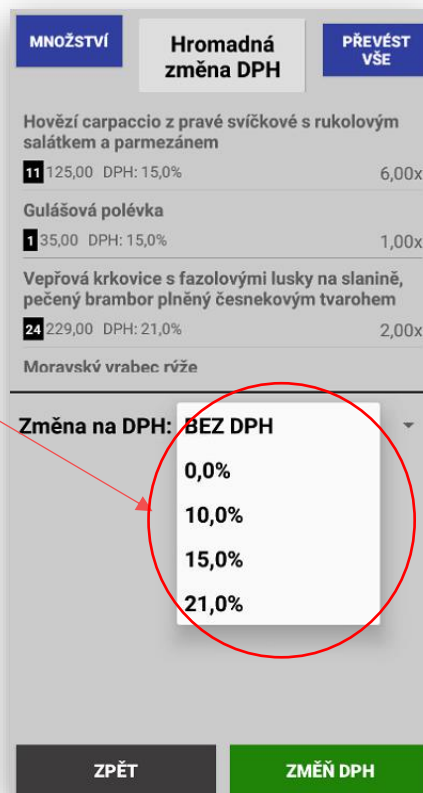 MNOŽSTVÍ
Hromadná
změna DPH
PŘEVÉST
VŠE
Hovězí carpaccio z pravé svíčkové s rukolovým
salátkem a parmezánem
11 125,00 DPH: 15,0% 6,00x
Gulášová polévka
1 35,00 DPH: 15,0% 1,00x
Vepřová krkovice s fazolovými lusky na slanině,
pečený brambor plněný česnekovým tvarohem
24 229,00 DPH: 21,0% 2,00x
Moravský vrabec rýže
Změna na DPH: BEZ DPH
0,0%
10,0%
15,0%
21,0%
ZPĚT ZMĚŇ DPH